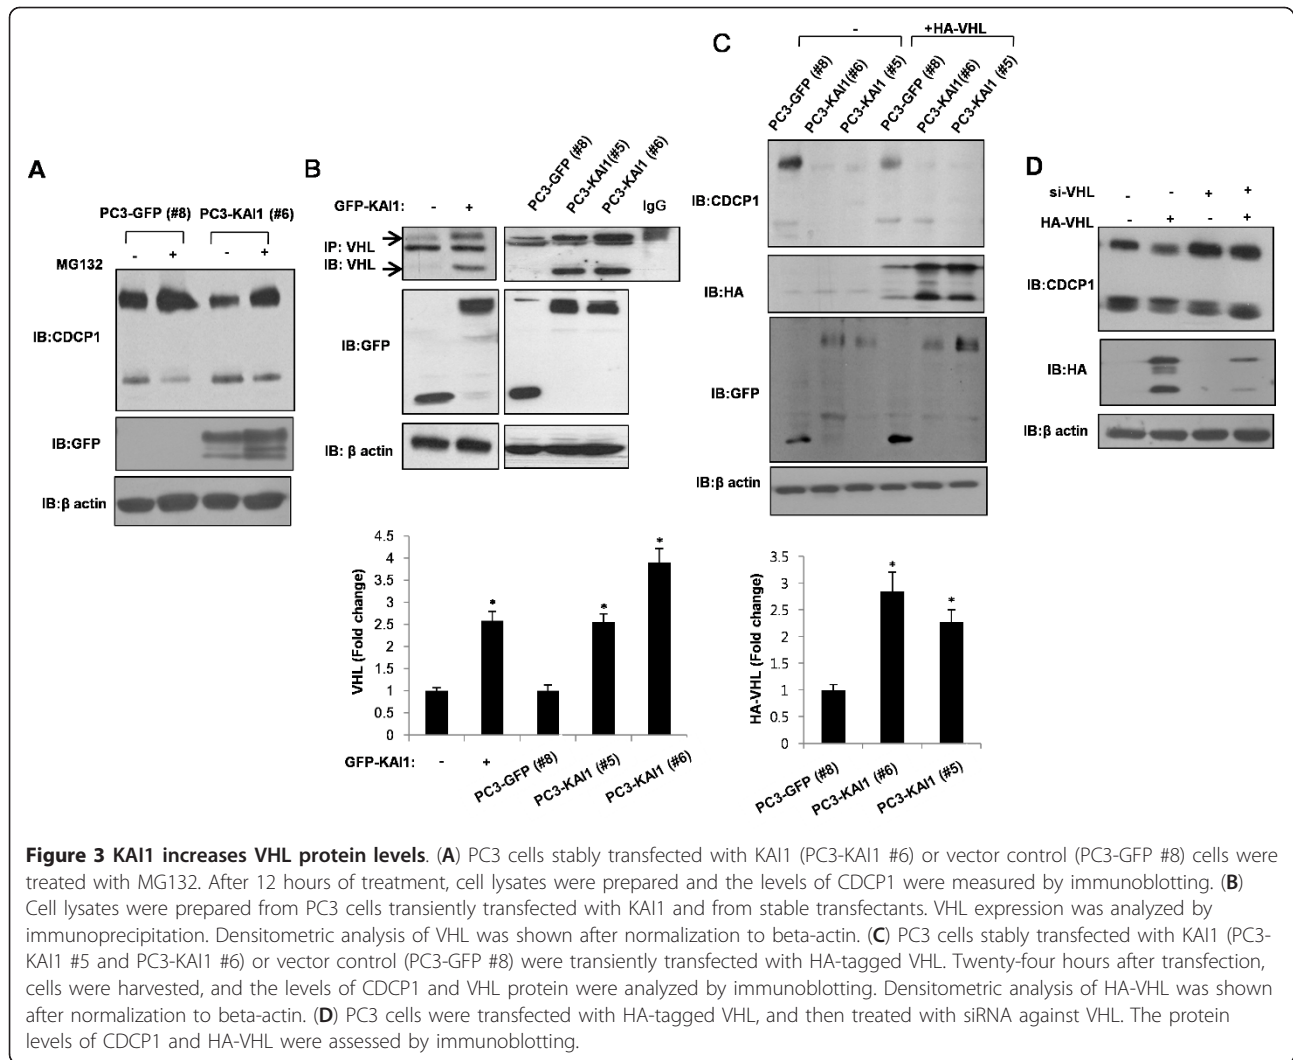 A
PC3-GFP (#8) PC3-KAI1 (#6)
MG132 - + - +
IB:CDCP1
IB:GFP
IB:β actin
B
PC3-GFP (#8)
PC3-KAI1(#5)
PC3-KAI1 (#6)
GFP-KAI1: - + IgG
IP: VHL
IB: VHL
IB:GFP
IB: β actin
VHL (Fold change)
4.5
4
3.5
3
2.5
2
1.5
1
0.5
0
* * *
GFP-KAI1: - + PC3-GFP (#8) PC3-KAI1 (#5) PC3-KAI1 (#6)
C
- +HA-VHL
PC3-GFP (#8)
PC3-KAI1(#6)
PC3-KAI1 (#5)
PC3-GFP (#8)
PC3-KAI1(#6)
PC3-KAI1 (#5)
IB:CDCP1
IB:HA
IB:GFP
IB:β actin
HA-VHL (Fold change)
3.5
3
2.5
2
1.5
1
0.5
0
* *
PC3-GFP (#8) PC3-KAI1 (#6) PC3-KAI1 (#5)
D
si-VHL - - + +
HA-VHL - + - +
IB:CDCP1
IB:HA
IB:β actin
Figure 3 KAI1 increases VHL protein levels. (A) PC3 cells stably transfected with KAI1 (PC3-KAI1 #6) or vector control (PC3-GFP #8) cells were
treated with MG132. After 12 hours of treatment, cell lysates were prepared and the levels of CDCP1 were measured by immunoblotting. (B)
Cell lysates were prepared from PC3 cells transiently transfected with KAI1 and from stable transfectants. VHL expression was analyzed by
immunoprecipitation. Densitometric analysis of VHL was shown after normalization to beta-actin. (C) PC3 cells stably transfected with KAI1 (PC3-
KAI1 #5 and PC3-KAI1 #6) or vector control (PC3-GFP #8) were transiently transfected with HA-tagged VHL. Twenty-four hours after transfection,
cells were harvested, and the levels of CDCP1 and VHL protein were analyzed by immunoblotting. Densitometric analysis of HA-VHL was shown
after normalization to beta-actin. (D) PC3 cells were transfected with HA-tagged VHL, and then treated with siRNA against VHL. The protein
levels of CDCP1 and HA-VHL were assessed by immunoblotting.